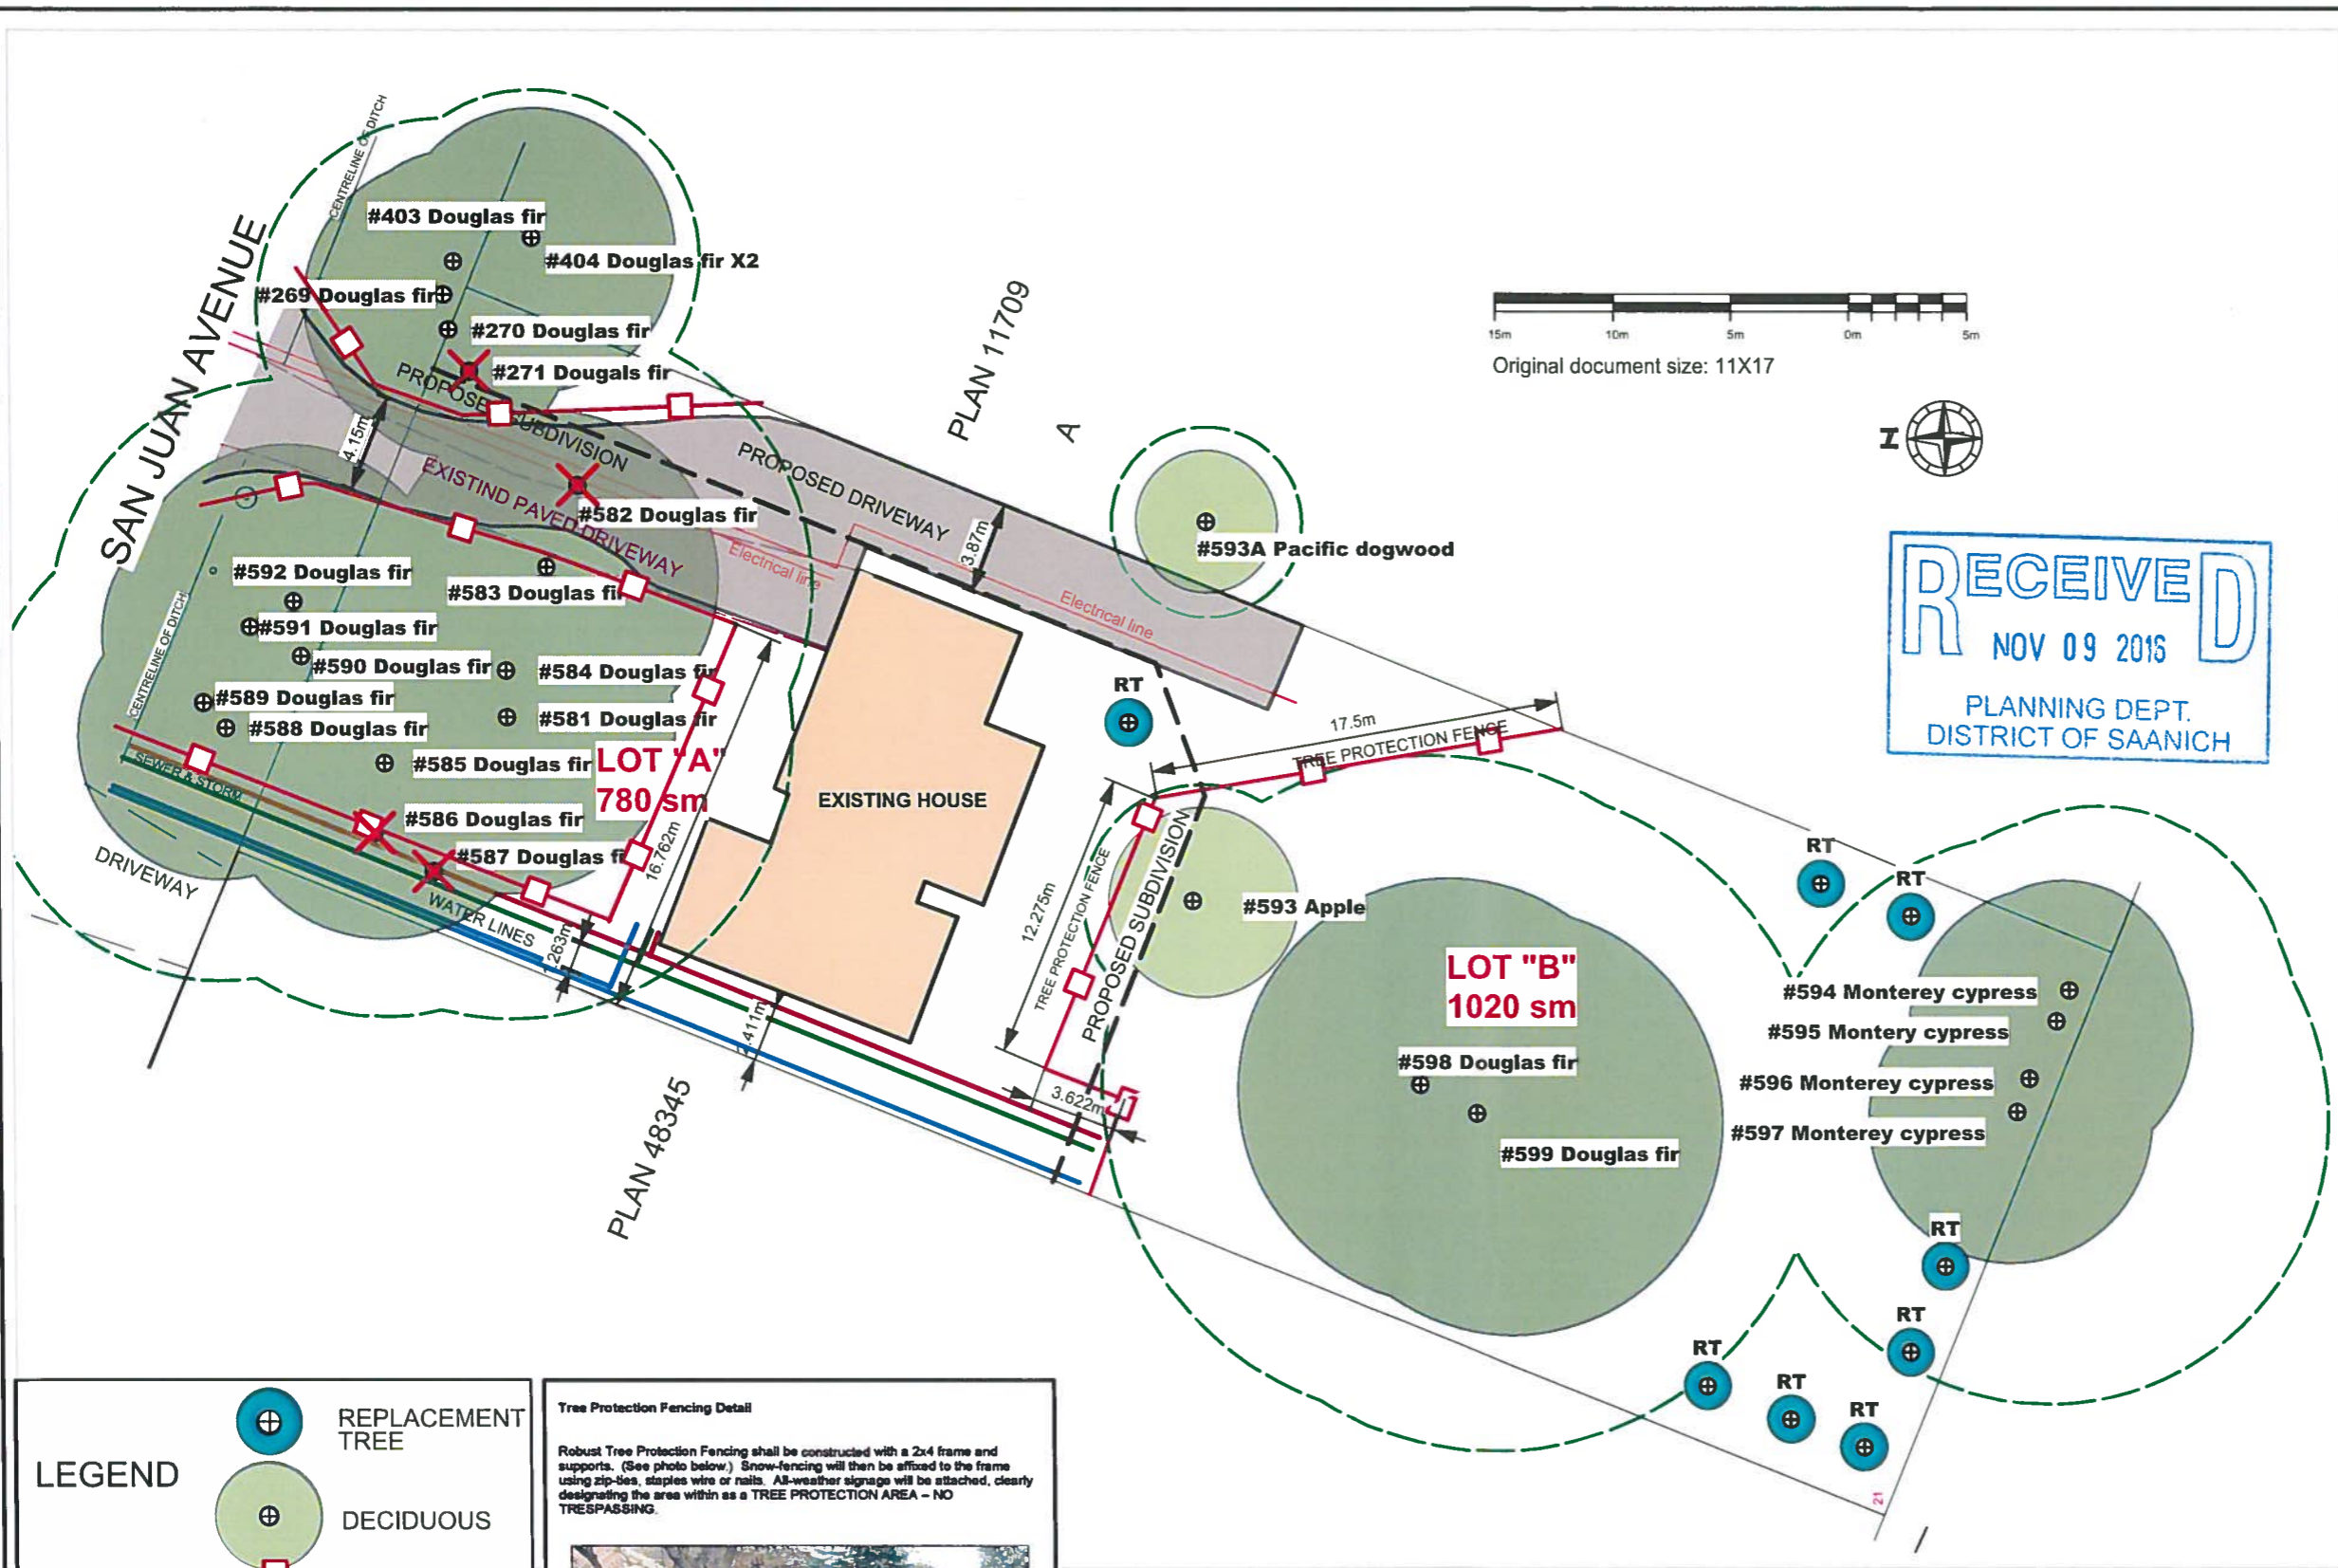 CENTRELINE OF DITCH
#403 Douglas fir
#404 Douglas fir X2
#269 Douglas fir
#270 Douglas fir
#271 Dougals fir
SAN JUAN AVENUE
PROPOSED SUBDIVISION
4.15m
EXISTIND PAVED DRIVEWAY
#582 Douglas fir
PROPOSED DRIVEWAY
Electrical line
3.87m
Electrical line
PLAN 11709
A
#593A Pacific dogwood
15m 10m 5m 0m 5m
Original document size: 11X17
Z
RECEIVED
NOV 09 2016
PLANNING DEPT.
DISTRICT OF SAANICH
#592 Douglas fir
#583 Douglas fir
#591 Douglas fir
#590 Douglas fir
#584 Douglas fir
#589 Douglas fir
#581 Douglas fir
#588 Douglas fir
#585 Douglas fir
CENTRELINE OF DITCH
LOT "A"
780 sm
SEWER & STORM
#586 Douglas fir
#587 Douglas fir
16.762m
DRIVEWAY
WATER LINES
.263m
.411m
EXISTING HOUSE
RT
17.5m
TREE PROTECTION FENCE
12.275m
TREE PROTECTION FENCE
PROPOSED SUBDIVISION
#593 Apple
3.622m
PLAN 48345
LOT "B"
1020 sm
#598 Douglas fir
#599 Douglas fir
RT
RT
#594 Monterey cypress
#595 Montery cypress
#596 Monterey cypress
#597 Monterey cypress
RT
RT
RT
RT
RT
21
LEGEND
REPLACEMENT
TREE
DECIDUOUS
Tree Protection Fencing Detail
Robust Tree Protection Fencing shall be constructed with a 2x4 frame and
supports. (See photo below.) Snow-fencing will then be affixed to the frame
using zip-ties, staples wire or nails. All-weather signage will be attached, clearly
designating the area within as a TREE PROTECTION AREA – NO
TRESPASSING.